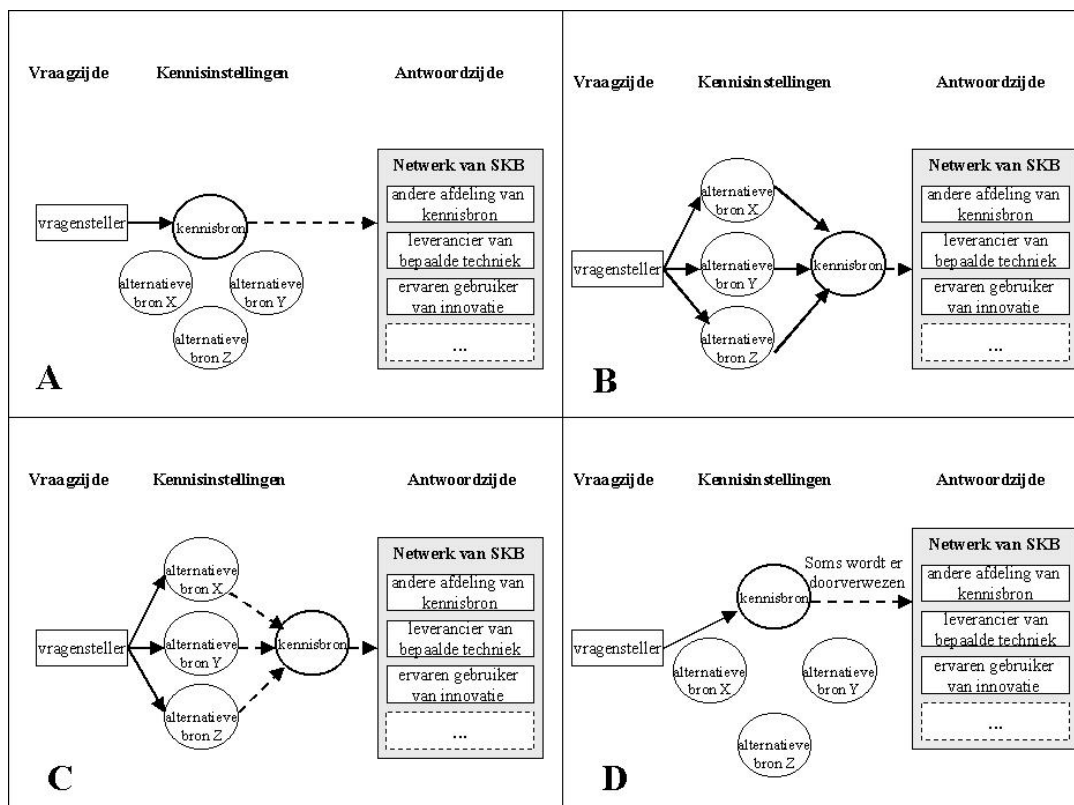 Vraagzijde
Kennisinstellingen
Antwoordzijde
Netwerk van SKB
andere afdeling van
kennisbron
leverancier van
bepaalde techniek
ervaren gebruiker
van innovatie
...
vragensteller
kennisbron
alternatieve
bron X
alternatieve
bron Y
alternatieve
bron Z
A
Vraagzijde
Kennisinstellingen
Antwoordzijde
Netwerk van SKB
andere afdeling van
kennisbron
leverancier van
bepaalde techniek
ervaren gebruiker
van innovatie
...
vragensteller
alternatieve
bron X
alternatieve
bron Y
alternatieve
bron Z
kennisbron
B
Vraagzijde
Kennisinstellingen
Antwoordzijde
Netwerk van SKB
andere afdeling van
kennisbron
leverancier van
bepaalde techniek
ervaren gebruiker
van innovatie
...
vragensteller
alternatieve
bron X
alternatieve
bron Y
alternatieve
bron Z
kennisbron
C
Vraagzijde
Kennisinstellingen
Antwoordzijde
Netwerk van SKB
andere afdeling van
kennisbron
leverancier van
bepaalde techniek
ervaren gebruiker
van innovatie
...
Soms wordt er
doorverwezen
kennisbron
vragensteller
alternatieve
bron X
alternatieve
bron Y
alternatieve
bron Z
D